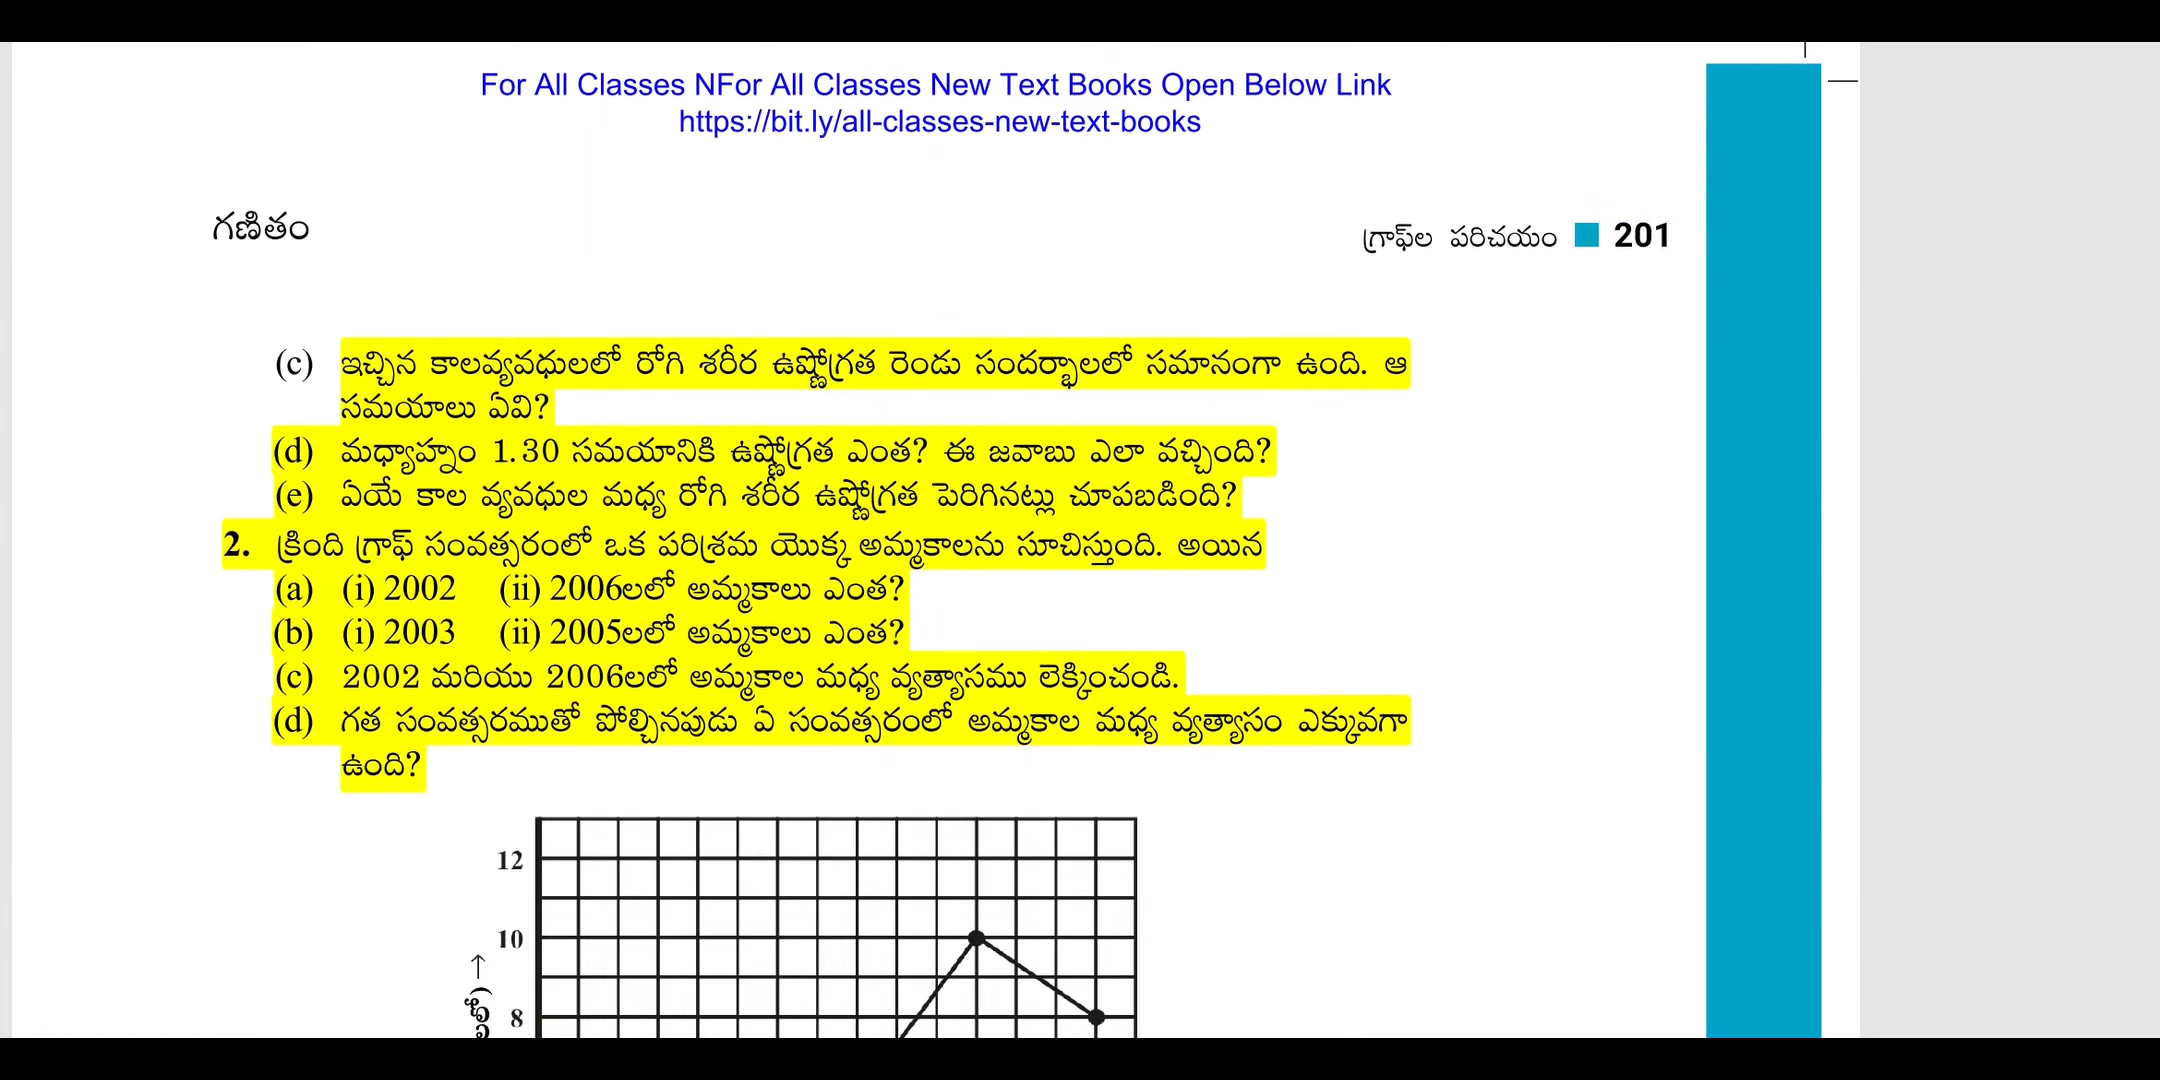 For All Classes NFor All Classes New Text Books Open Below Link
https://bit.ly/all-classes-new-text-books
గణితం
గ్రాఫ్‌ల పరిచయం 201
(c) ఇచ్చిన కాలవ్యవధులలో రోగి శరీర ఉష్ణోగ్రత రెండు సందర్భాలలో సమానంగా ఉంది. ఆ
సమయాలు ఏవి?
(d) మధ్యాహ్నం 1.30 సమయానికి ఉష్ణోగ్రత ఎంత? ఈ జవాబు ఎలా వచ్చింది?
(e) ఏయే కాల వ్యవధుల మధ్య రోగి శరీర ఉష్ణోగ్రత పెరిగినట్లు చూపబడింది?
2. క్రింది గ్రాఫ్ సంవత్సరంలో ఒక పరిశ్రమ యొక్క అమ్మకాలను సూచిస్తుంది. అయిన
(a) (i) 2002 (ii) 2006లలో అమ్మకాలు ఎంత?
(b) (i) 2003 (ii) 2005లలో అమ్మకాలు ఎంత?
(c) 2002 మరియు 2006లలో అమ్మకాల మధ్య వ్యత్యాసము లెక్కించండి.
(d) గత సంవత్సరముతో పోల్చినపుడు ఏ సంవత్సరంలో అమ్మకాల మధ్య వ్యత్యాసం ఎక్కువగా
ఉంది?
12
10
8